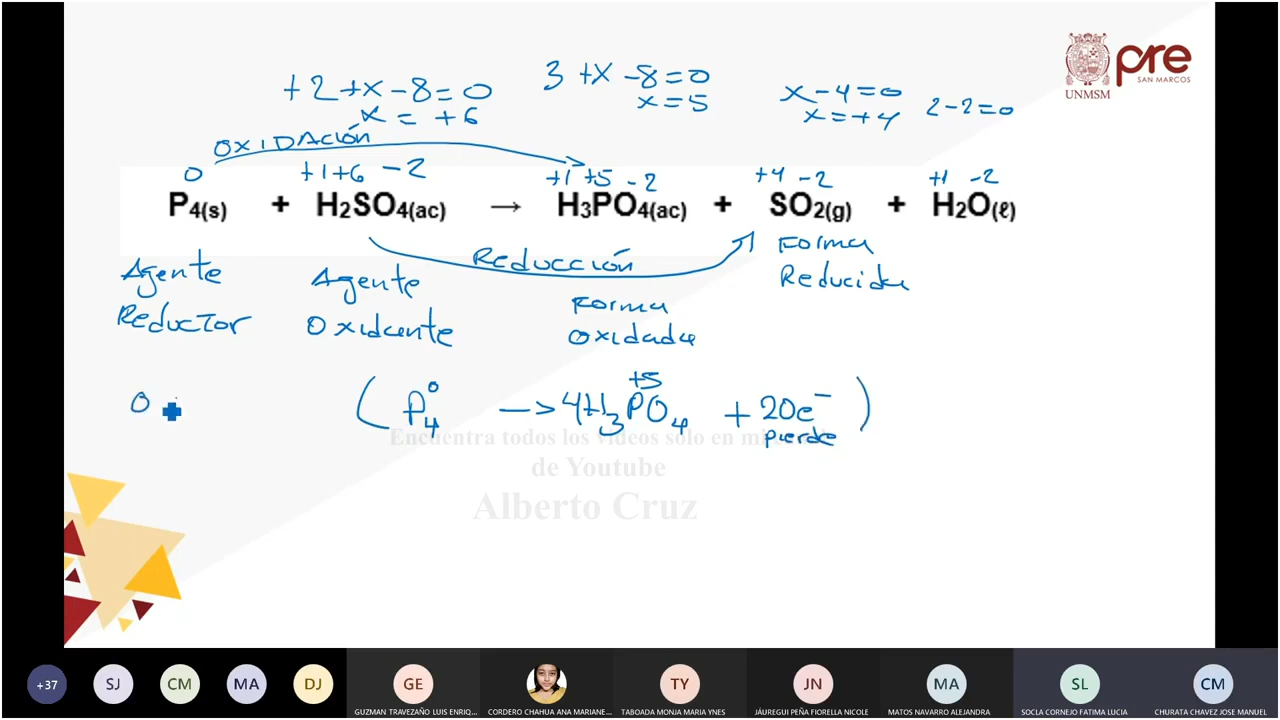 pre
SAN MARCOS
UNMSM
+2 +x -8 = 0
x = +6
3 +x -8 = 0
x = 5
x - 4 = 0
x = +4
2 - 2 = 0
OXIDACIÓN
0 +1 +6 -2 +1 +5 -2 +4 -2 +1 -2
P4(s) + H2SO4(ac) → H3PO4(ac) + SO2(g) + H2O(ℓ)
Agente
Reductor
Agente
Oxidante
Reducción
Forma
Oxidada
Forma
Reducida
0
+5
( P4⁰ → 4H3PO4 + 20e⁻ )
pierde
Encuentra todos los videos solo en mi
de Youtube
Alberto Cruz
+37
SJ
CM
MA
DJ
GE
GUZMAN TREVEZAÑO LUIS ENRIQ...
CORDERO CHAHUA ANA MARIANE...
TY
TABOADA MONJA MARIA YNES
JN
JÁUREGUI PEÑA FIORELLA NICOLE
MA
MATOS NAVARRO ALEJANDRA
SL
SOCLA CORNEJO FATIMA LUCIA
CM
CHURATA CHAVEZ JOSE MANUEL